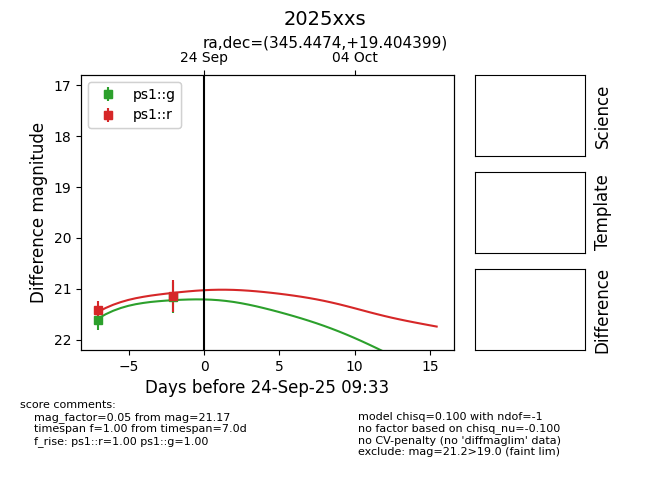 2025xxs
ra,dec=(345.4474,+19.404399)
24 Sep
04 Oct
17
18
19
20
21
22
Difference magnitude
ps1::g
ps1::r
−5
0
5
10
15
Days before 24-Sep-25 09:33
Science
Template
Difference
score comments:
mag_factor=0.05 from mag=21.17
timespan f=1.00 from timespan=7.0d
f_rise: ps1::r=1.00 ps1::g=1.00
model chisq=0.100 with ndof=-1
no factor based on chisq_nu=-0.100
no CV-penalty (no 'diffmaglim' data)
exclude: mag=21.2>19.0 (faint lim)